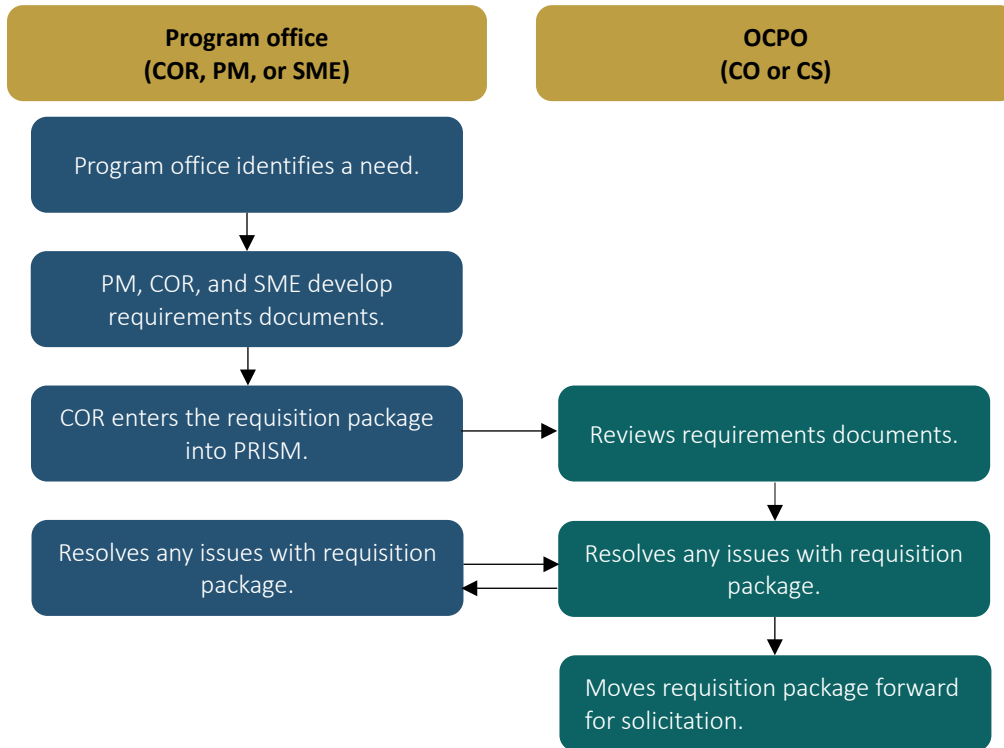 Program office
(COR, PM, or SME)
OCPO
(CO or CS)
Program office identifies a need.
PM, COR, and SME develop
requirements documents.
COR enters the requisition package
into PRISM.
Reviews requirements documents.
Resolves any issues with requisition
package.
Resolves any issues with requisition
package.
Moves requisition package forward
for solicitation.